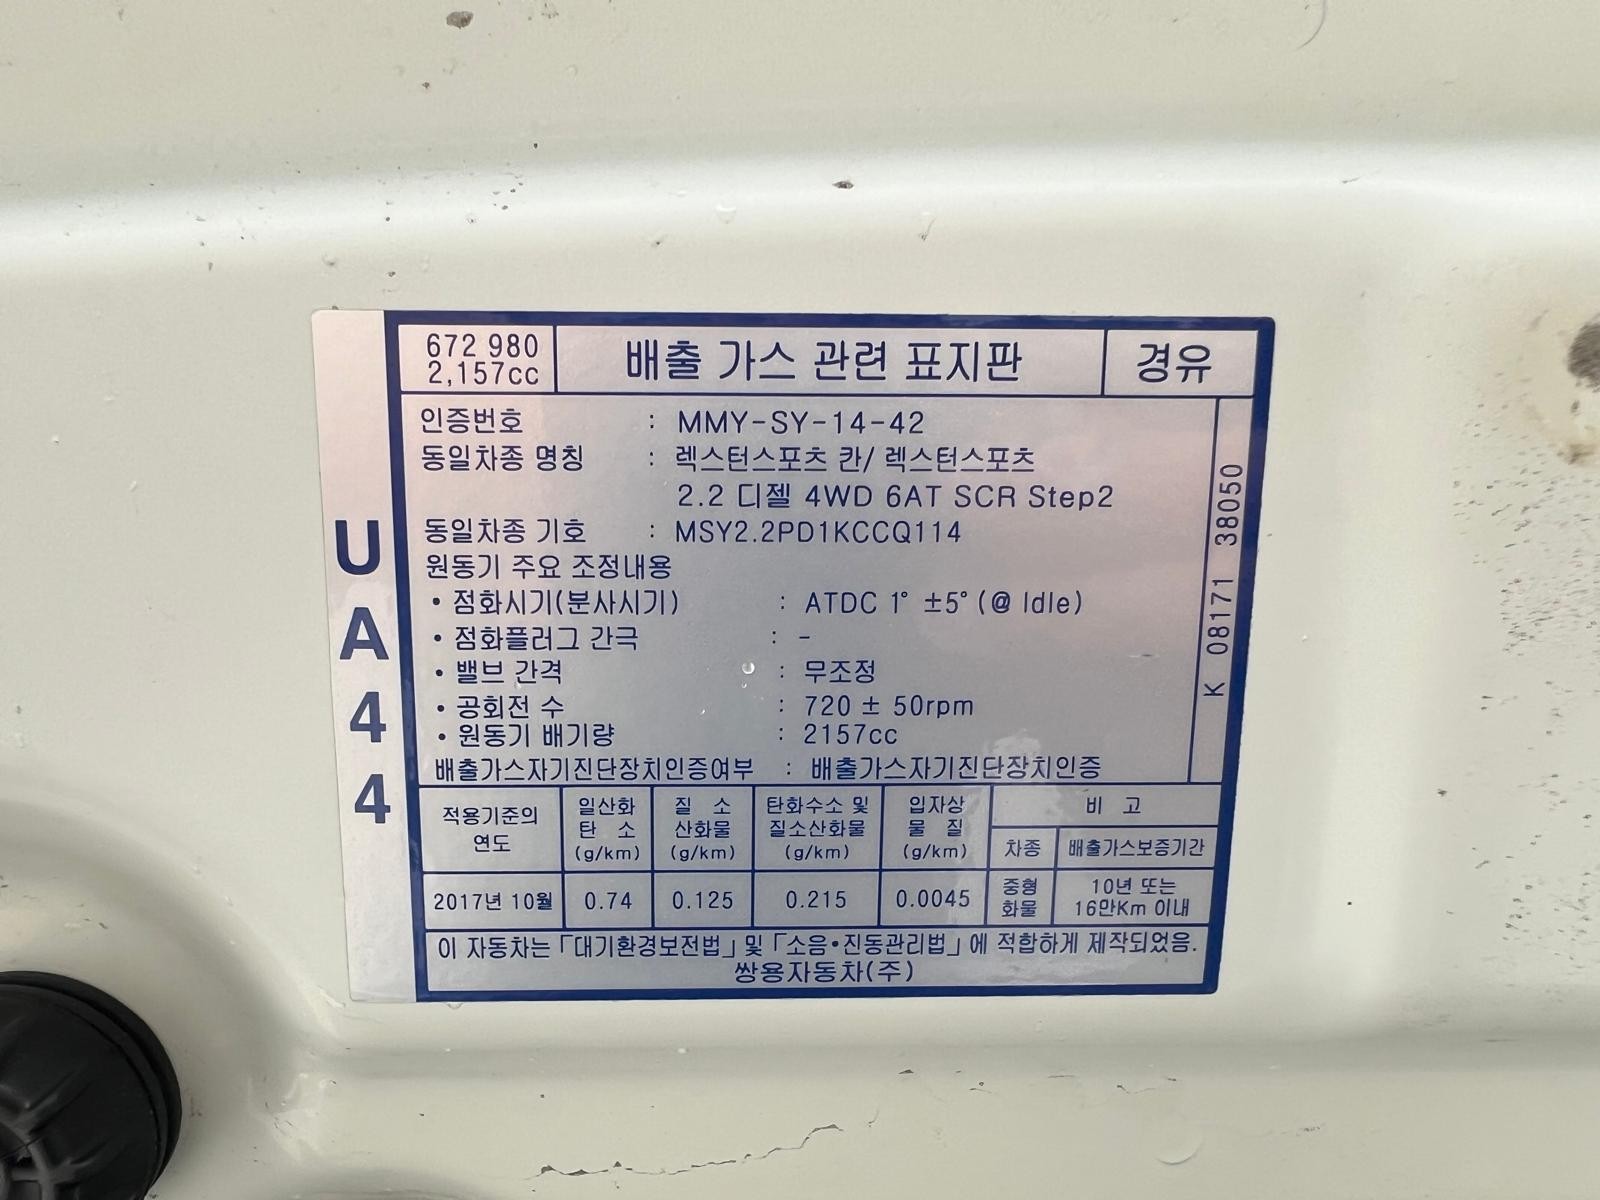 672 980
2,157cc
배출 가스 관련 표지판
경유
인증번호 : MMY-SY-14-42
동일차종 명칭 : 렉스턴스포츠 칸/ 렉스턴스포츠
2.2 디젤 4WD 6AT SCR Step2
동일차종 기호 : MSY2.2PD1KCCQ114
원동기 주요 조정내용
• 점화시기(분사시기) : ATDC 1° ±5° (@ Idle)
• 점화플러그 간극 : -
• 밸브 간격 : 무조정
• 공회전 수 : 720 ± 50rpm
• 원동기 배기량 : 2157cc
배출가스자기진단장치인증여부 : 배출가스자기진단장치인증
K 08171 38050
UA44
적용기준의 연도
일산화 탄 소 (g/km)
질 소 산화물 (g/km)
탄화수소 및 질소산화물 (g/km)
입자상 물 질 (g/km)
비 고
차종 배출가스보증기간
2017년 10월 0.74 0.125 0.215 0.0045 중형 화물 10년 또는 16만Km 이내
이 자동차는 「대기환경보전법」 및 「소음•진동관리법」에 적합하게 제작되었음.
쌍용자동차(주)